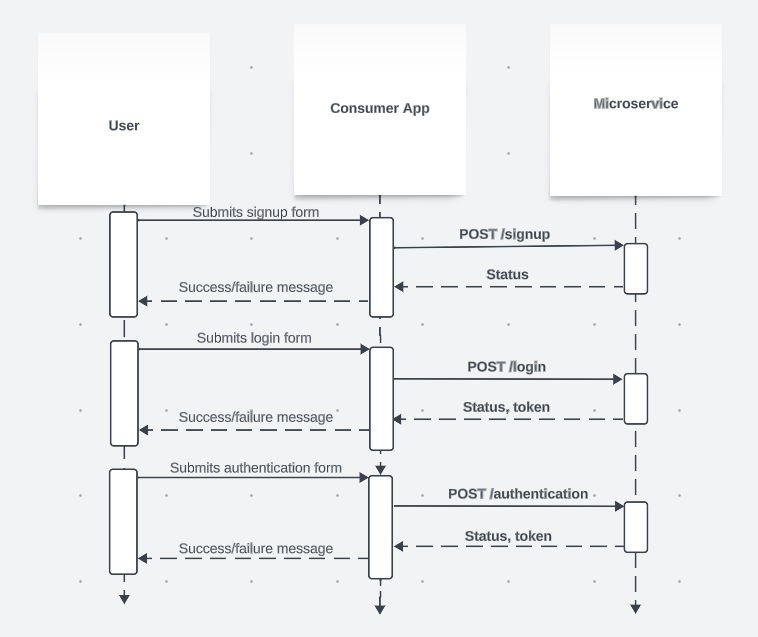 User
Consumer App
Microservice
Submits signup form
POST /signup
Status
Success/failure message
Submits login form
POST /login
Status, token
Success/failure message
Submits authentication form
POST /authentication
Status, token
Success/failure message